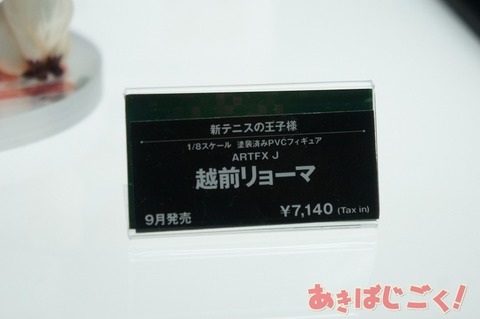 新テニスの王子様
1/8スケール 塗装済みPVCフィギュア
ARTFX J
越前リョーマ
9月発売 ¥7,140 (Tax in)
あきばじごく!